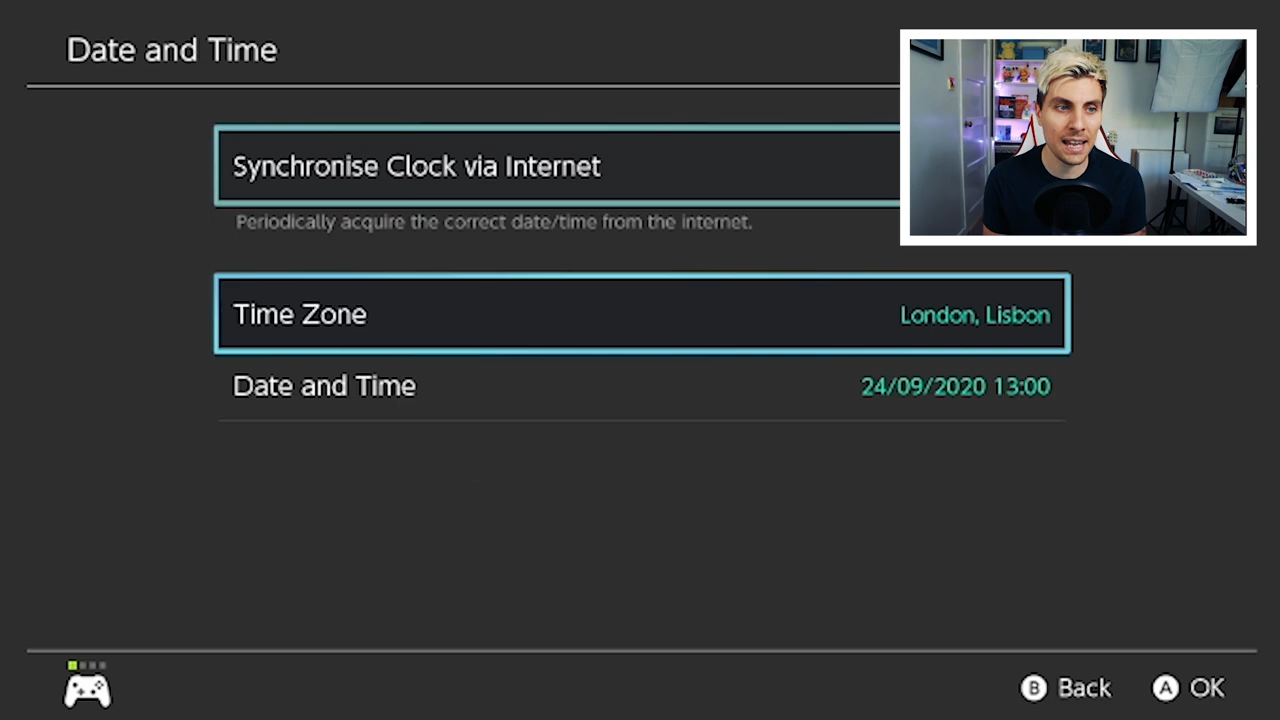 Date and Time
Synchronise Clock via Internet
Periodically acquire the correct date/time from the internet.
Time Zone London, Lisbon
Date and Time 24/09/2020 13:00
B Back A OK